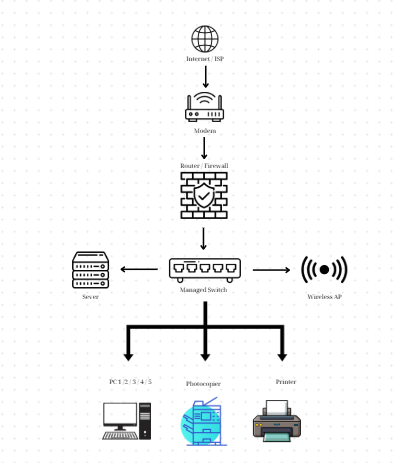 Internet / ISP
Modem
Router / Firewall
Managed Switch
Sever
Wireless AP
PC 1 /2 / 3 / 4 / 5
Photocopier
Printer